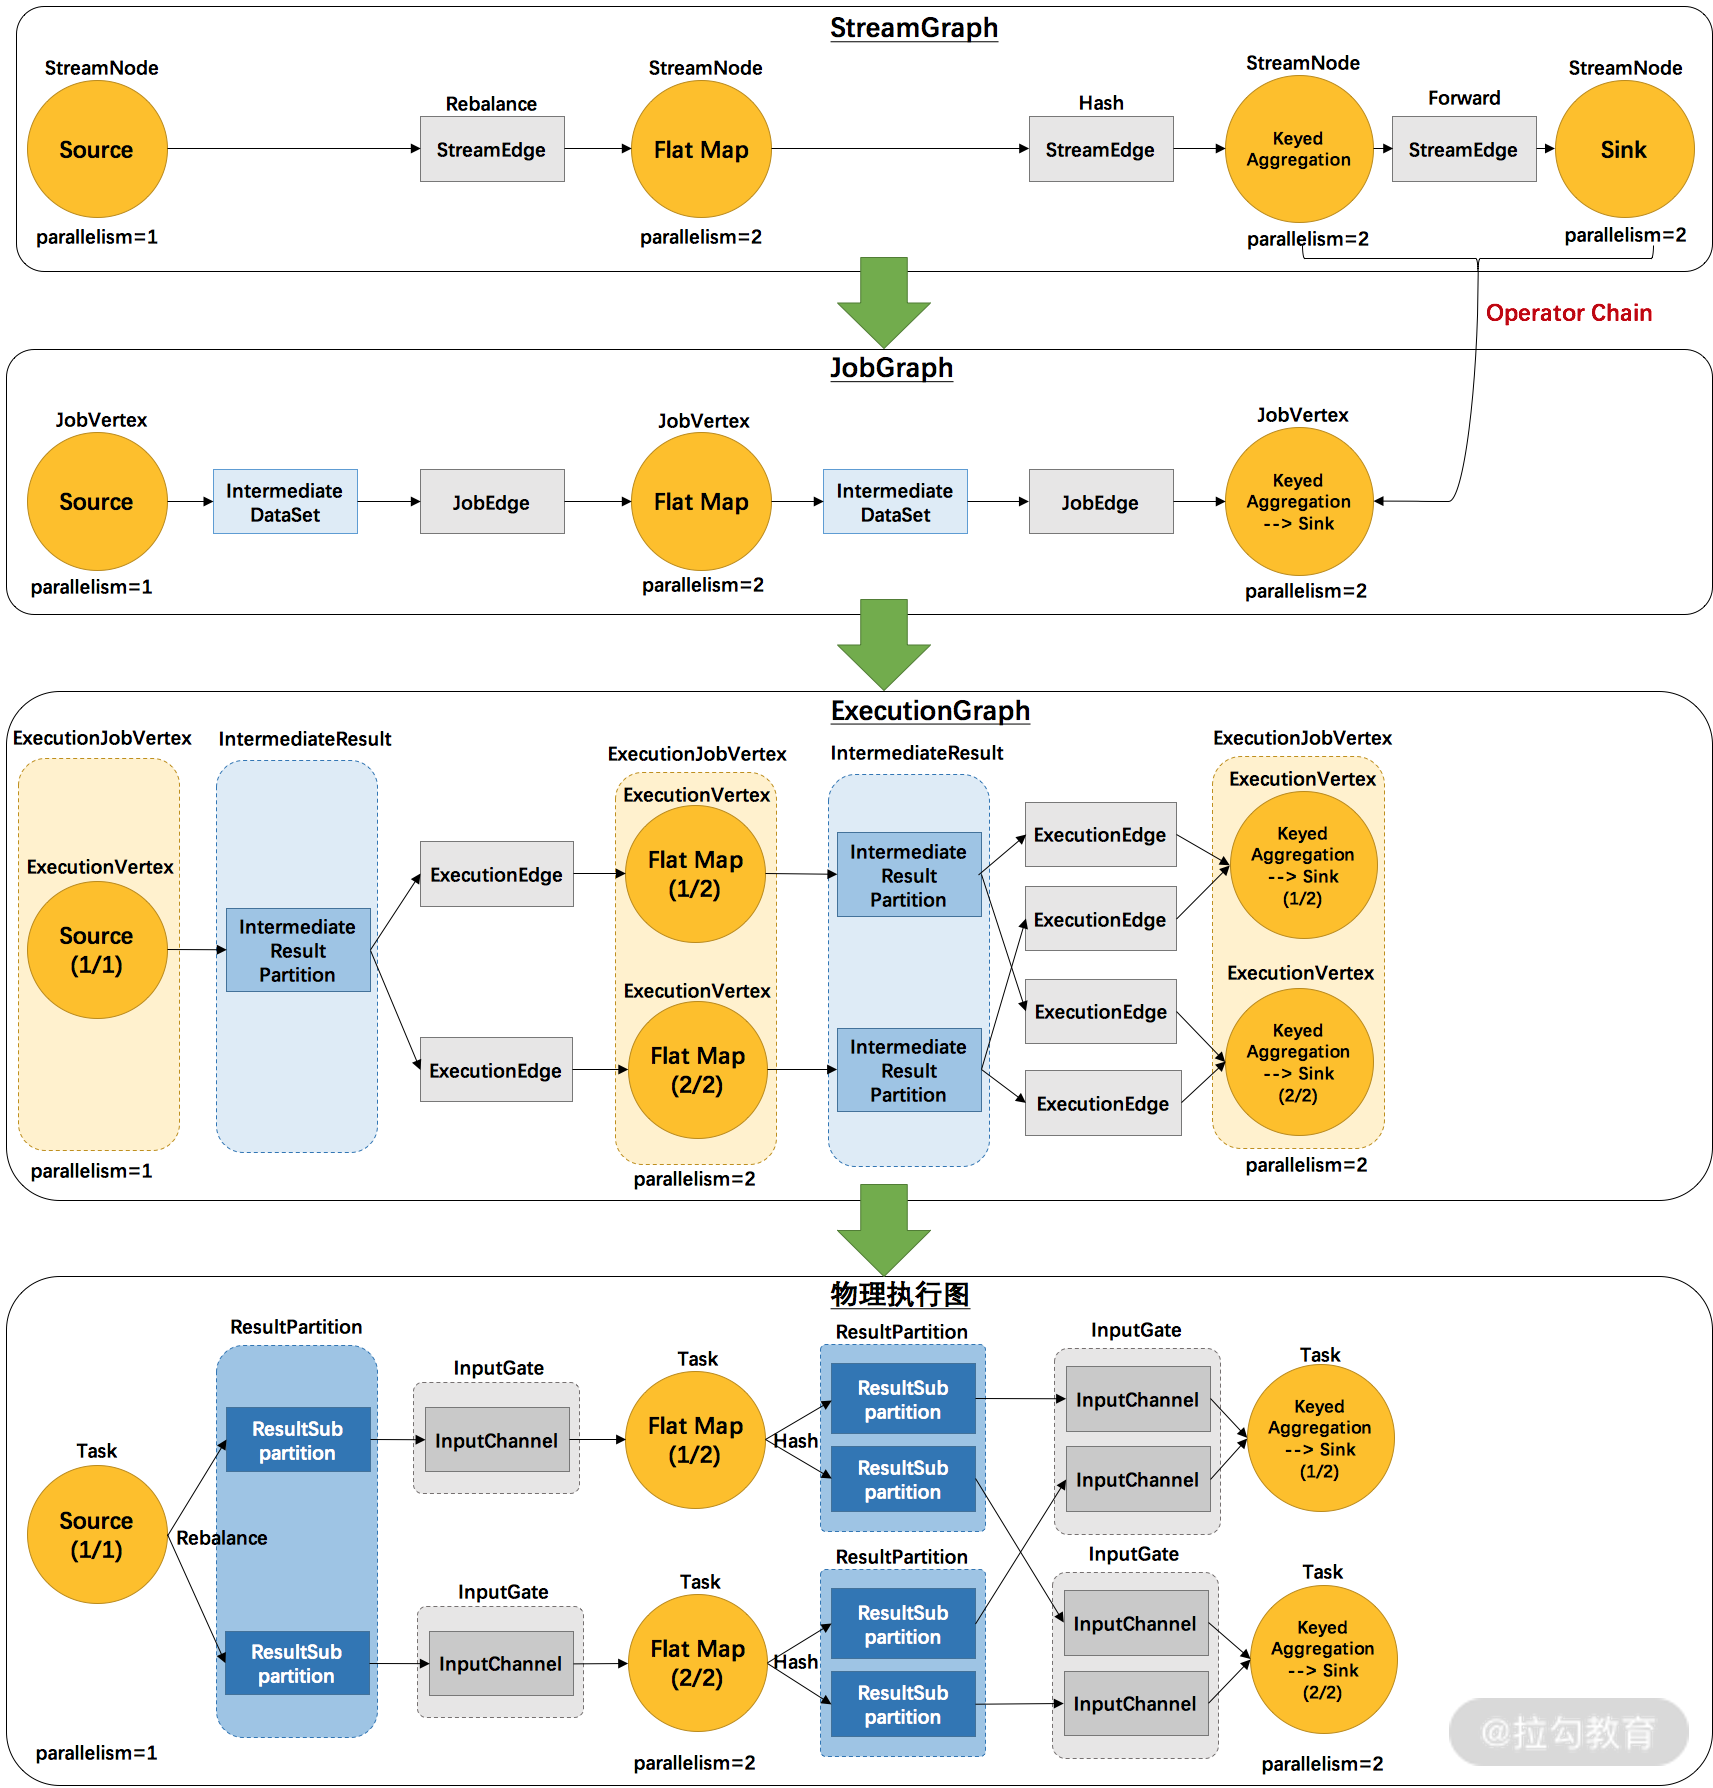 StreamGraph
StreamNode
Source
parallelism=1
Rebalance
StreamEdge
StreamNode
Flat Map
parallelism=2
Hash
StreamEdge
StreamNode
Keyed
Aggregation
parallelism=2
Forward
StreamEdge
StreamNode
Sink
parallelism=2
Operator Chain
JobGraph
JobVertex
Source
parallelism=1
Intermediate
DataSet
JobEdge
JobVertex
Flat Map
parallelism=2
Intermediate
DataSet
JobEdge
JobVertex
Keyed
Aggregation
--> Sink
parallelism=2
ExecutionGraph
ExecutionJobVertex
ExecutionVertex
Source
(1/1)
parallelism=1
IntermediateResult
Intermediate
Result
Partition
ExecutionEdge
ExecutionEdge
ExecutionJobVertex
ExecutionVertex
Flat Map
(1/2)
ExecutionVertex
Flat Map
(2/2)
parallelism=2
IntermediateResult
Intermediate
Result
Partition
Intermediate
Result
Partition
ExecutionEdge
ExecutionEdge
ExecutionEdge
ExecutionEdge
ExecutionJobVertex
ExecutionVertex
Keyed
Aggregation
--> Sink
(1/2)
ExecutionVertex
Keyed
Aggregation
--> Sink
(2/2)
parallelism=2
物理执行图
Task
Source
(1/1)
parallelism=1
Rebalance
ResultPartition
ResultSub
partition
ResultSub
partition
InputGate
InputChannel
InputGate
InputChannel
Task
Flat Map
(1/2)
Hash
Task
Flat Map
(2/2)
Hash
parallelism=2
ResultPartition
ResultSub
partition
ResultSub
partition
ResultPartition
ResultSub
partition
ResultSub
partition
InputGate
InputChannel
InputChannel
InputGate
InputChannel
InputChannel
Task
Keyed
Aggregation
--> Sink
(1/2)
Task
Keyed
Aggregation
--> Sink
(2/2)
parallelism=2
@拉勾教育